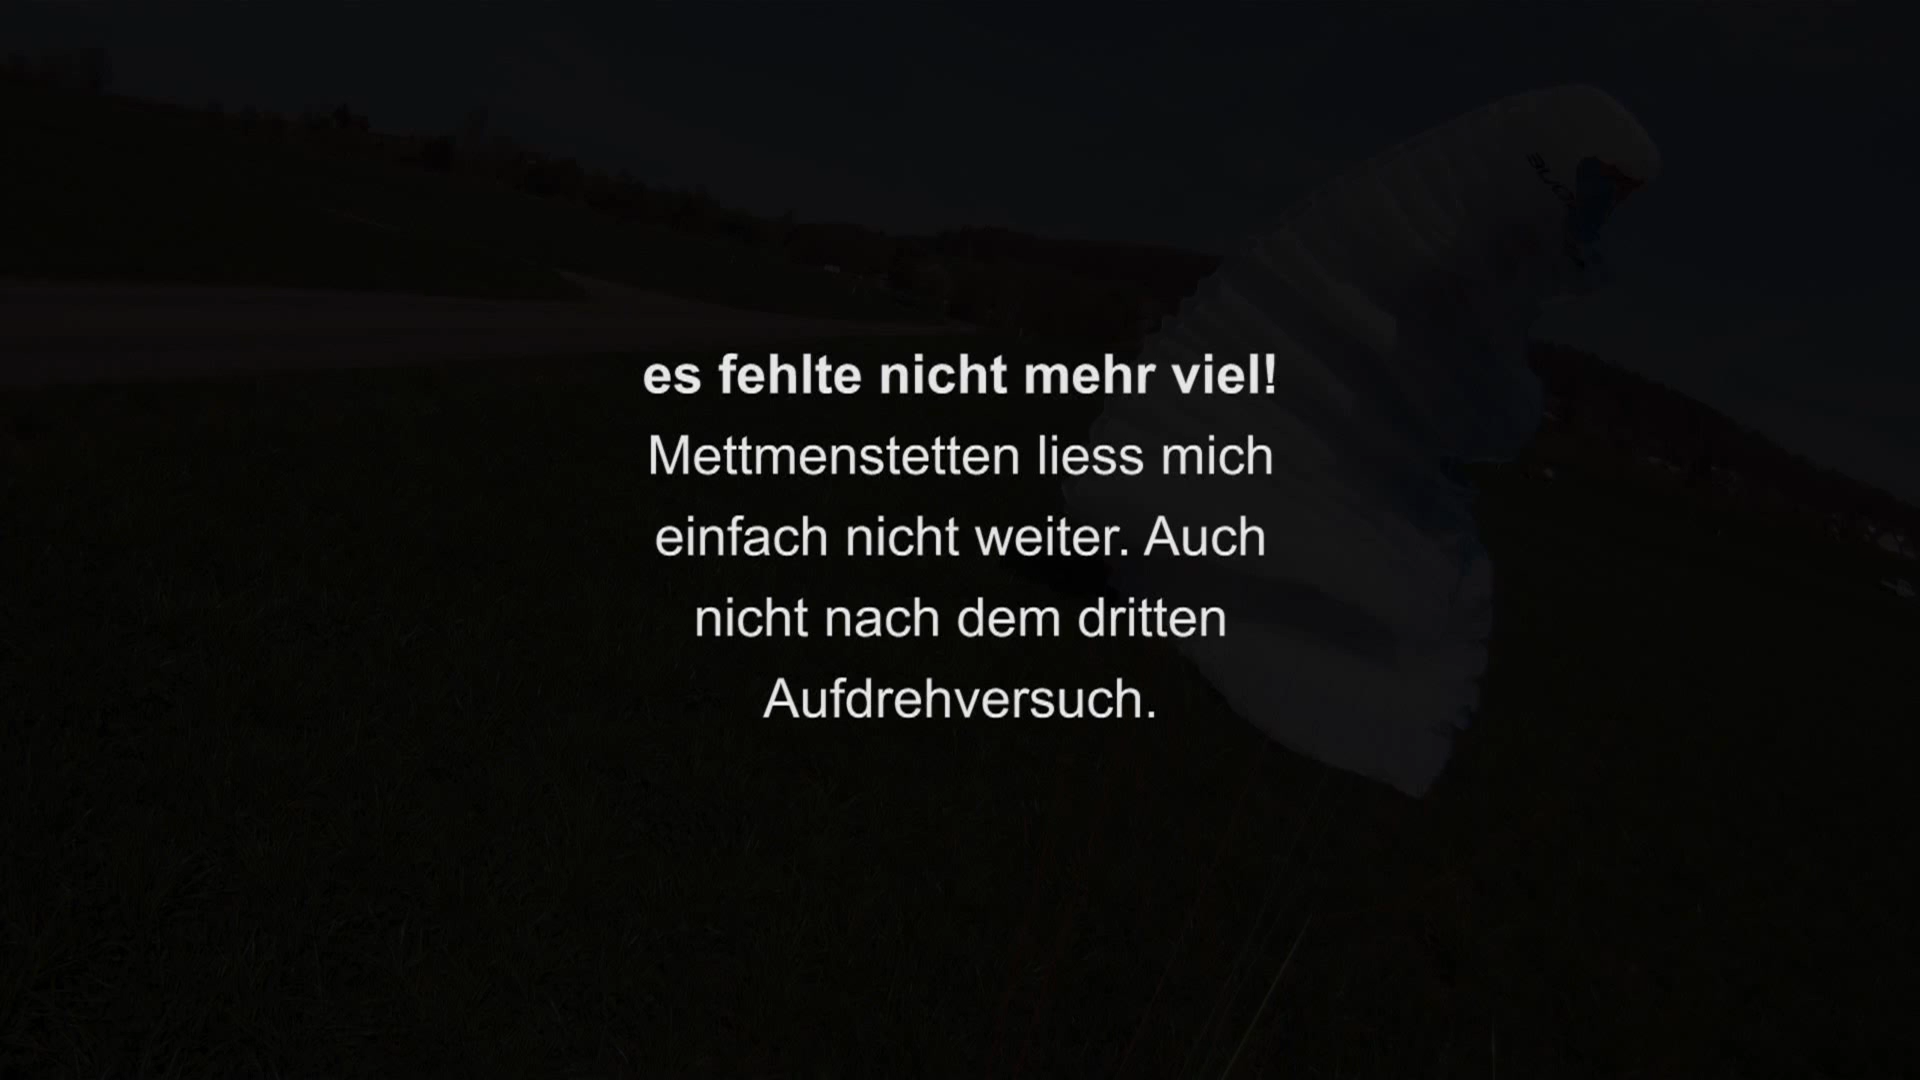 es fehlte nicht mehr viel!
Mettmenstetten liess mich
einfach nicht weiter. Auch
nicht nach dem dritten
Aufdrehversuch.